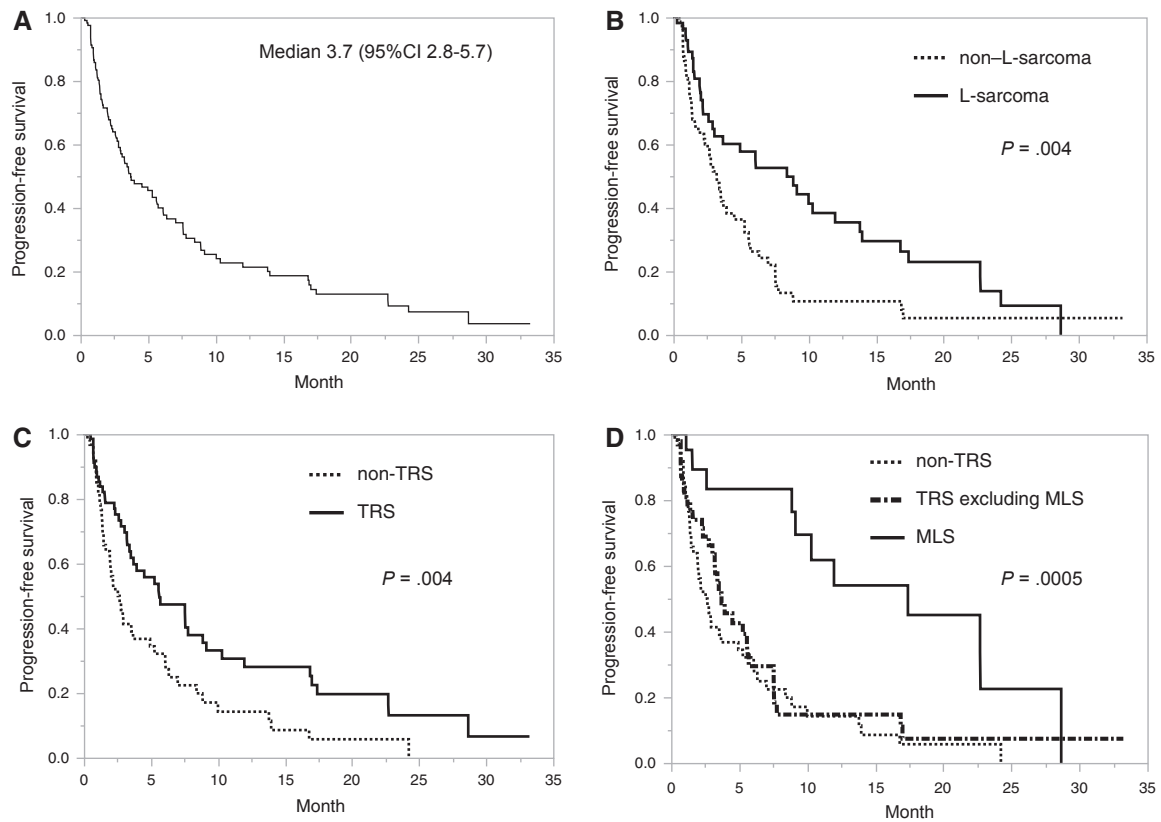 A
Median 3.7 (95%CI 2.8-5.7)
Progression-free survival
1.0
0.8
0.6
0.4
0.2
0.0
0 5 10 15 20 25 30 35
Month
B
non–L-sarcoma
L-sarcoma
P = .004
Progression-free survival
1.0
0.8
0.6
0.4
0.2
0.0
0 5 10 15 20 25 30 35
Month
C
non-TRS
TRS
P = .004
Progression-free survival
1.0
0.8
0.6
0.4
0.2
0.0
0 5 10 15 20 25 30 35
Month
D
non-TRS
TRS excluding MLS
MLS
P = .0005
Progression-free survival
1.0
0.8
0.6
0.4
0.2
0.0
0 5 10 15 20 25 30 35
Month